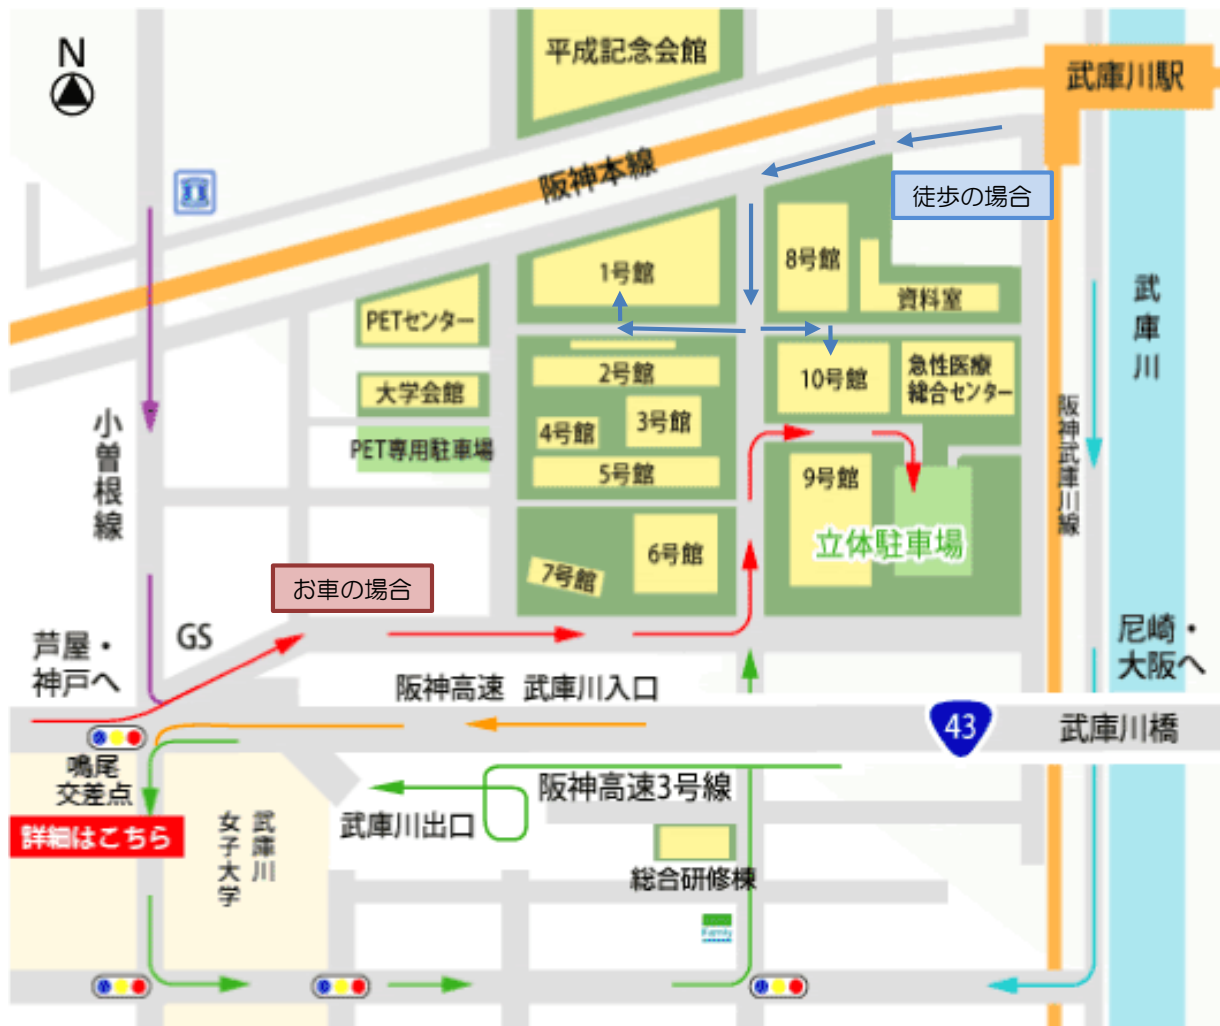 N
平成記念会館
武庫川駅
阪神本線
徒歩の場合
1号館
8号館
資料室
PETセンター
大学会館
PET専用駐車場
2号館
3号館
4号館
5号館
10号館
急性医療
総合センター
9号館
立体駐車場
6号館
7号館
小曽根線
武庫川
阪神武庫川線
お車の場合
GS
芦屋・
神戸へ
尼崎・
大阪へ
阪神高速 武庫川入口
43
武庫川橋
鳴尾
交差点
詳細はこちら
武庫川
女子大学
武庫川出口
阪神高速3号線
総合研修棟
Family